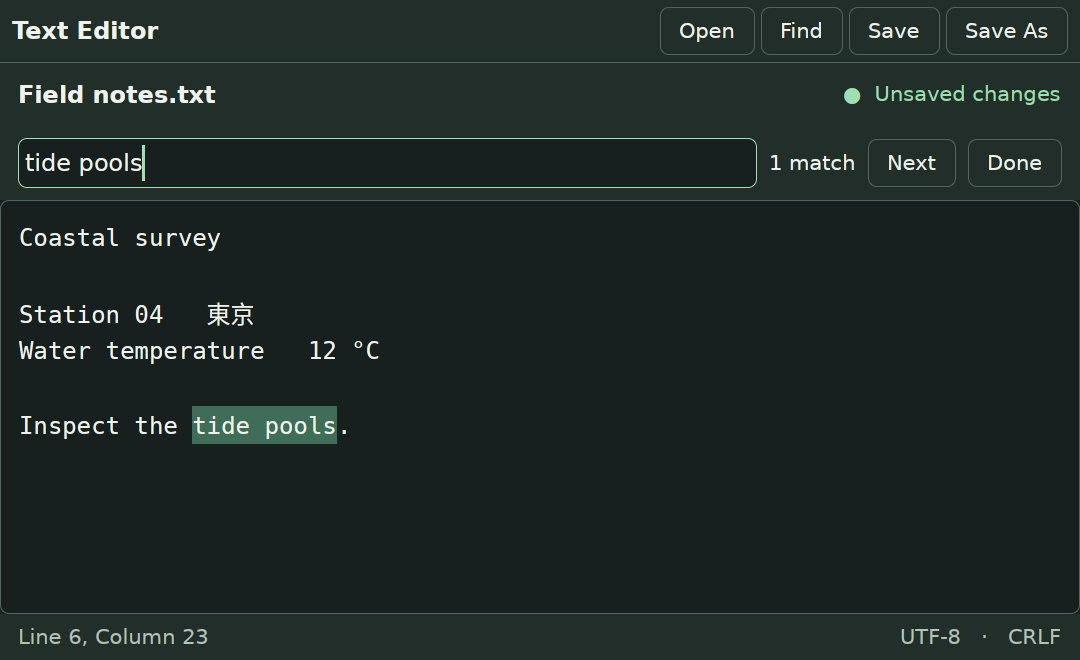 Text Editor Open Find Save Save As
Field notes.txt Unsaved changes
tide pools 1 match Next Done
Coastal survey
Station 04   東京
Water temperature   12 °C
Inspect the tide pools.
Line 6, Column 23 UTF-8 · CRLF